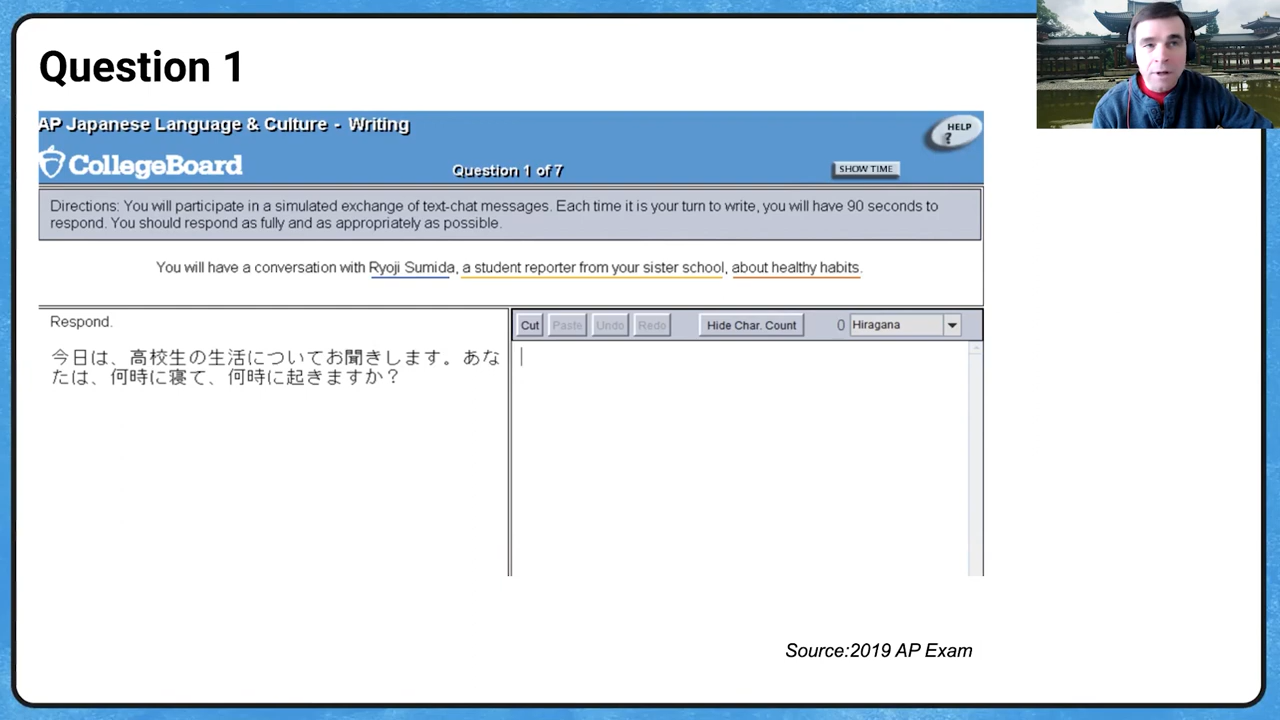 Question 1
AP Japanese Language & Culture - Writing
HELP
?
CollegeBoard
Question 1 of 7
SHOW TIME
Directions: You will participate in a simulated exchange of text-chat messages. Each time it is your turn to write, you will have 90 seconds to
respond. You should respond as fully and as appropriately as possible.
You will have a conversation with Ryoji Sumida, a student reporter from your sister school, about healthy habits.
Respond.
Cut Paste Undo Redo Hide Char. Count 0 Hiragana
今日は、高校生の生活についてお聞きします。あな
たは、何時に寝て、何時に起きますか？
Source:2019 AP Exam